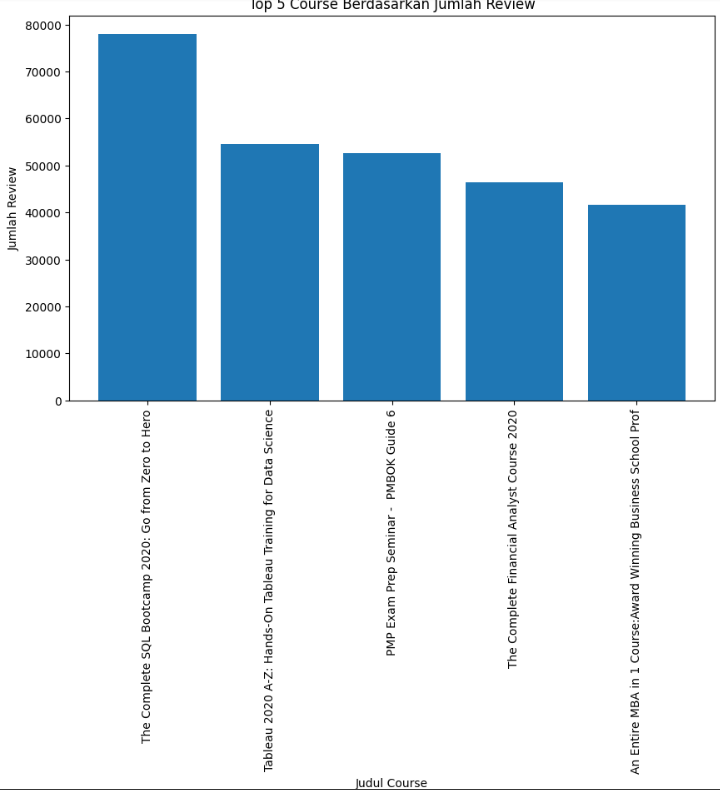 Top 5 Course Berdasarkan Jumlah Review
80000
70000
60000
50000
40000
30000
20000
10000
0
Jumlah Review
The Complete SQL Bootcamp 2020: Go from Zero to Hero
Tableau 2020 A-Z: Hands-On Tableau Training for Data Science
PMP Exam Prep Seminar -  PMBOK Guide 6
The Complete Financial Analyst Course 2020
An Entire MBA in 1 Course:Award Winning Business School Prof
Judul Course